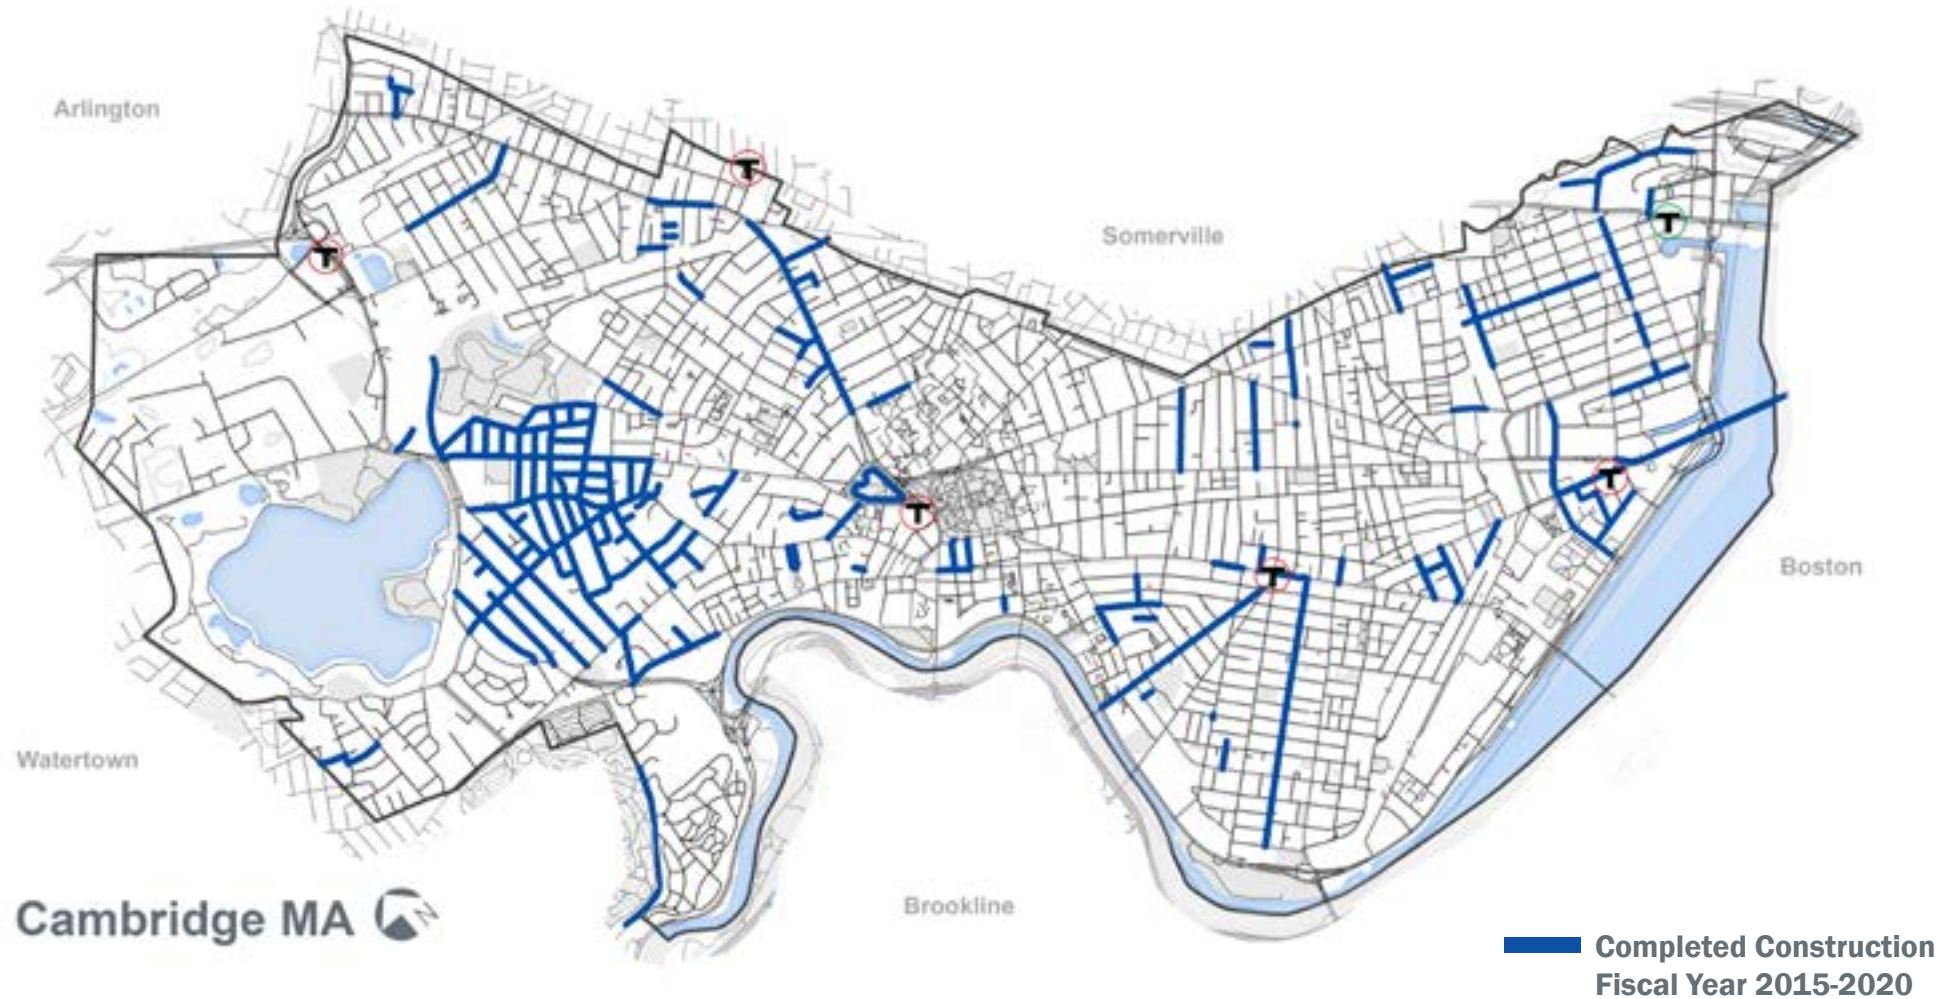 Arlington
Somerville
Boston
Watertown
Brookline
Cambridge MA
N
Completed Construction
Fiscal Year 2015-2020
T
T
T
T
T
T
T